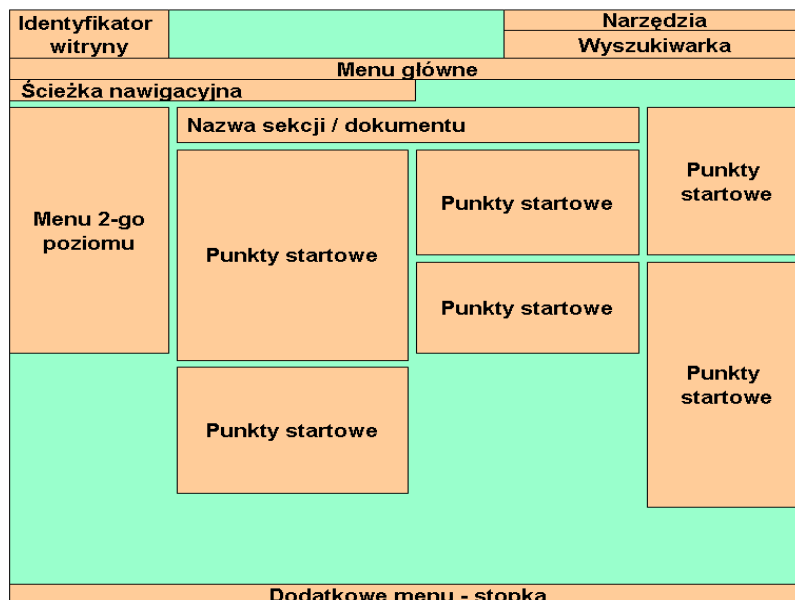 Identyfikator
witryny
Narzędzia
Wyszukiwarka
Menu główne
Ścieżka nawigacyjna
Nazwa sekcji / dokumentu
Menu 2-go
poziomu
Punkty startowe
Punkty startowe
Punkty
startowe
Punkty startowe
Punkty
startowe
Punkty startowe
Dodatkowe menu - stopka